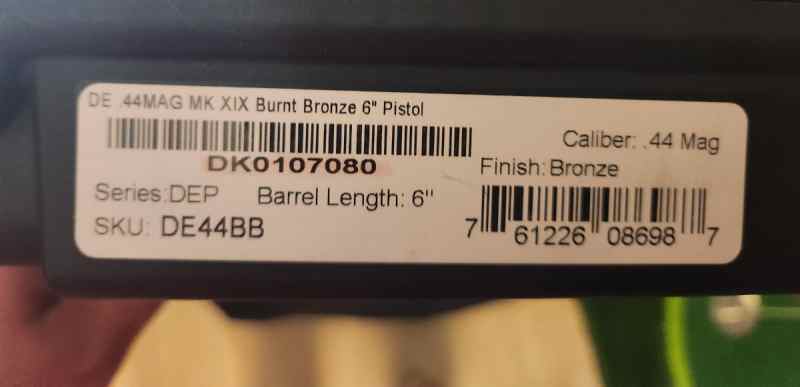 DE .44MAG MK XIX Burnt Bronze 6" Pistol
Caliber: .44 Mag
DK0107080
Finish: Bronze
Series:DEP Barrel Length: 6"
SKU: DE44BB
7 61226 08698 7